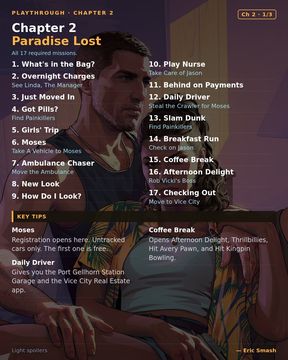 PLAYTHROUGH • CHAPTER 2
Ch 2 · 1/3
Chapter 2
Paradise Lost
All 17 required missions.
1. What's in the Bag?
2. Overnight Charges
See Linda, The Manager
3. Just Moved In
4. Got Pills?
Find Painkillers
5. Girls' Trip
6. Moses
Take A Vehicle to Moses
7. Ambulance Chaser
Move the Ambulance
8. New Look
9. How Do I Look?
10. Play Nurse
Take Care of Jason
11. Behind on Payments
12. Daily Driver
Steal the Crawler for Moses
13. Slam Dunk
Find Painkillers
14. Breakfast Run
Check on Jason
15. Coffee Break
16. Afternoon Delight
Rob Vicki's Boss
17. Checking Out
Move to Vice City
KEY TIPS
Moses
Registration opens here. Untracked
cars only. The first one is free.
Daily Driver
Gives you the Port Gellhorn Station
Garage and the Vice City Real Estate
app.
Coffee Break
Opens Afternoon Delight, Thrillbillies,
Hit Avery Pawn, and Hit Kingpin
Bowling.
Light spoilers
— Eric Smash